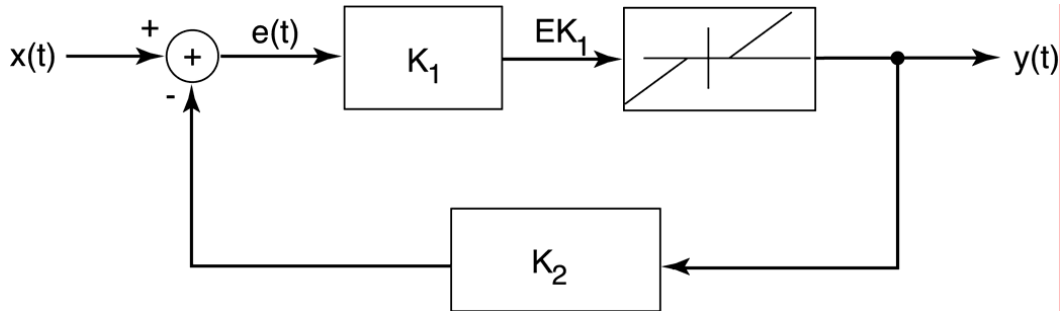 x(t)
+
+
-
e(t)
K₁
EK₁
y(t)
K₂